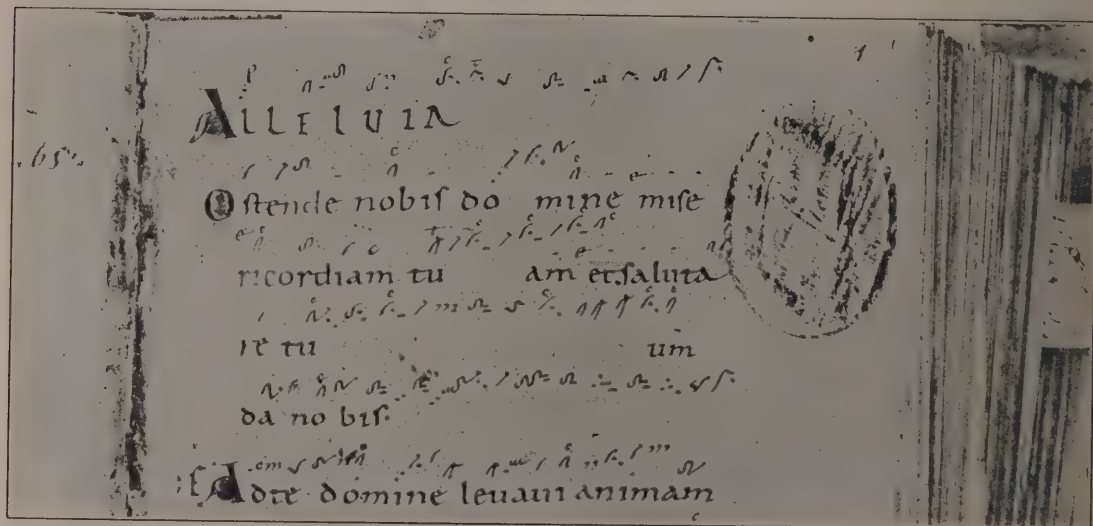 ALLELUIA
Ostende nobis do mine mise
ricordiam tu am et saluta
re tu um
da no bis.
Adte domine leuaui animam